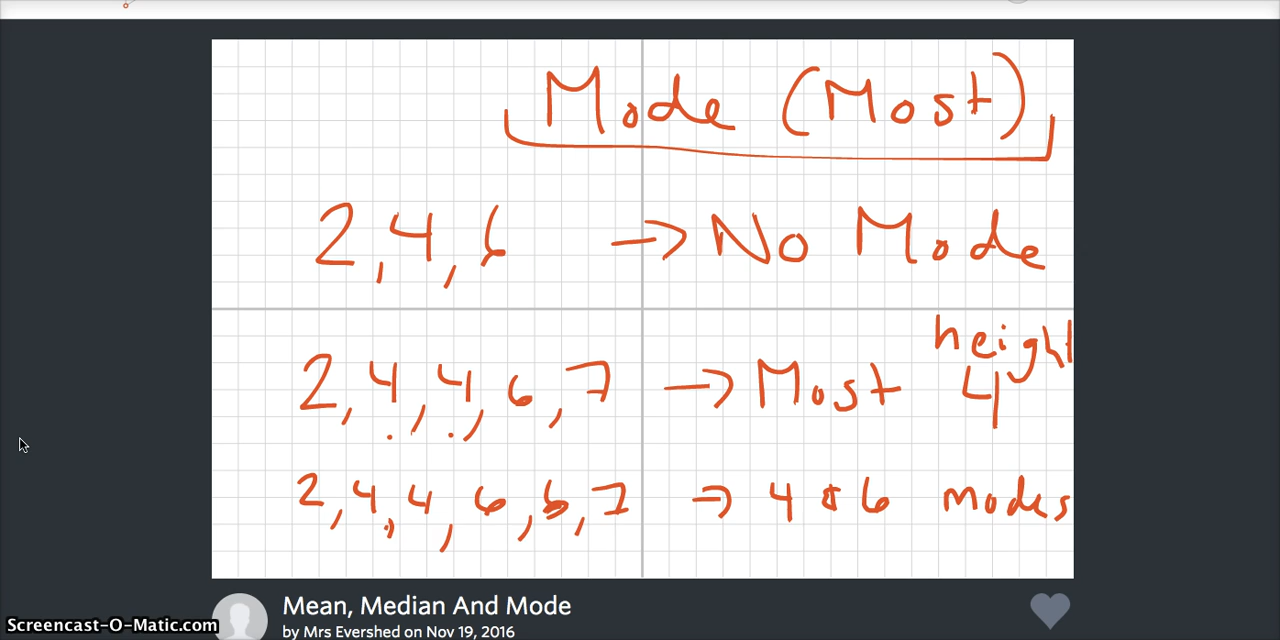 Mode (Most)
2, 4, 6 → No Mode
height
2, 4, 4, 6, 7 → Most 4
2, 4, 4, 6, 6, 7 → 4 & 6 modes
Mean, Median And Mode
by Mrs Evershed on Nov 19, 2016
Screencast-O-Matic.com